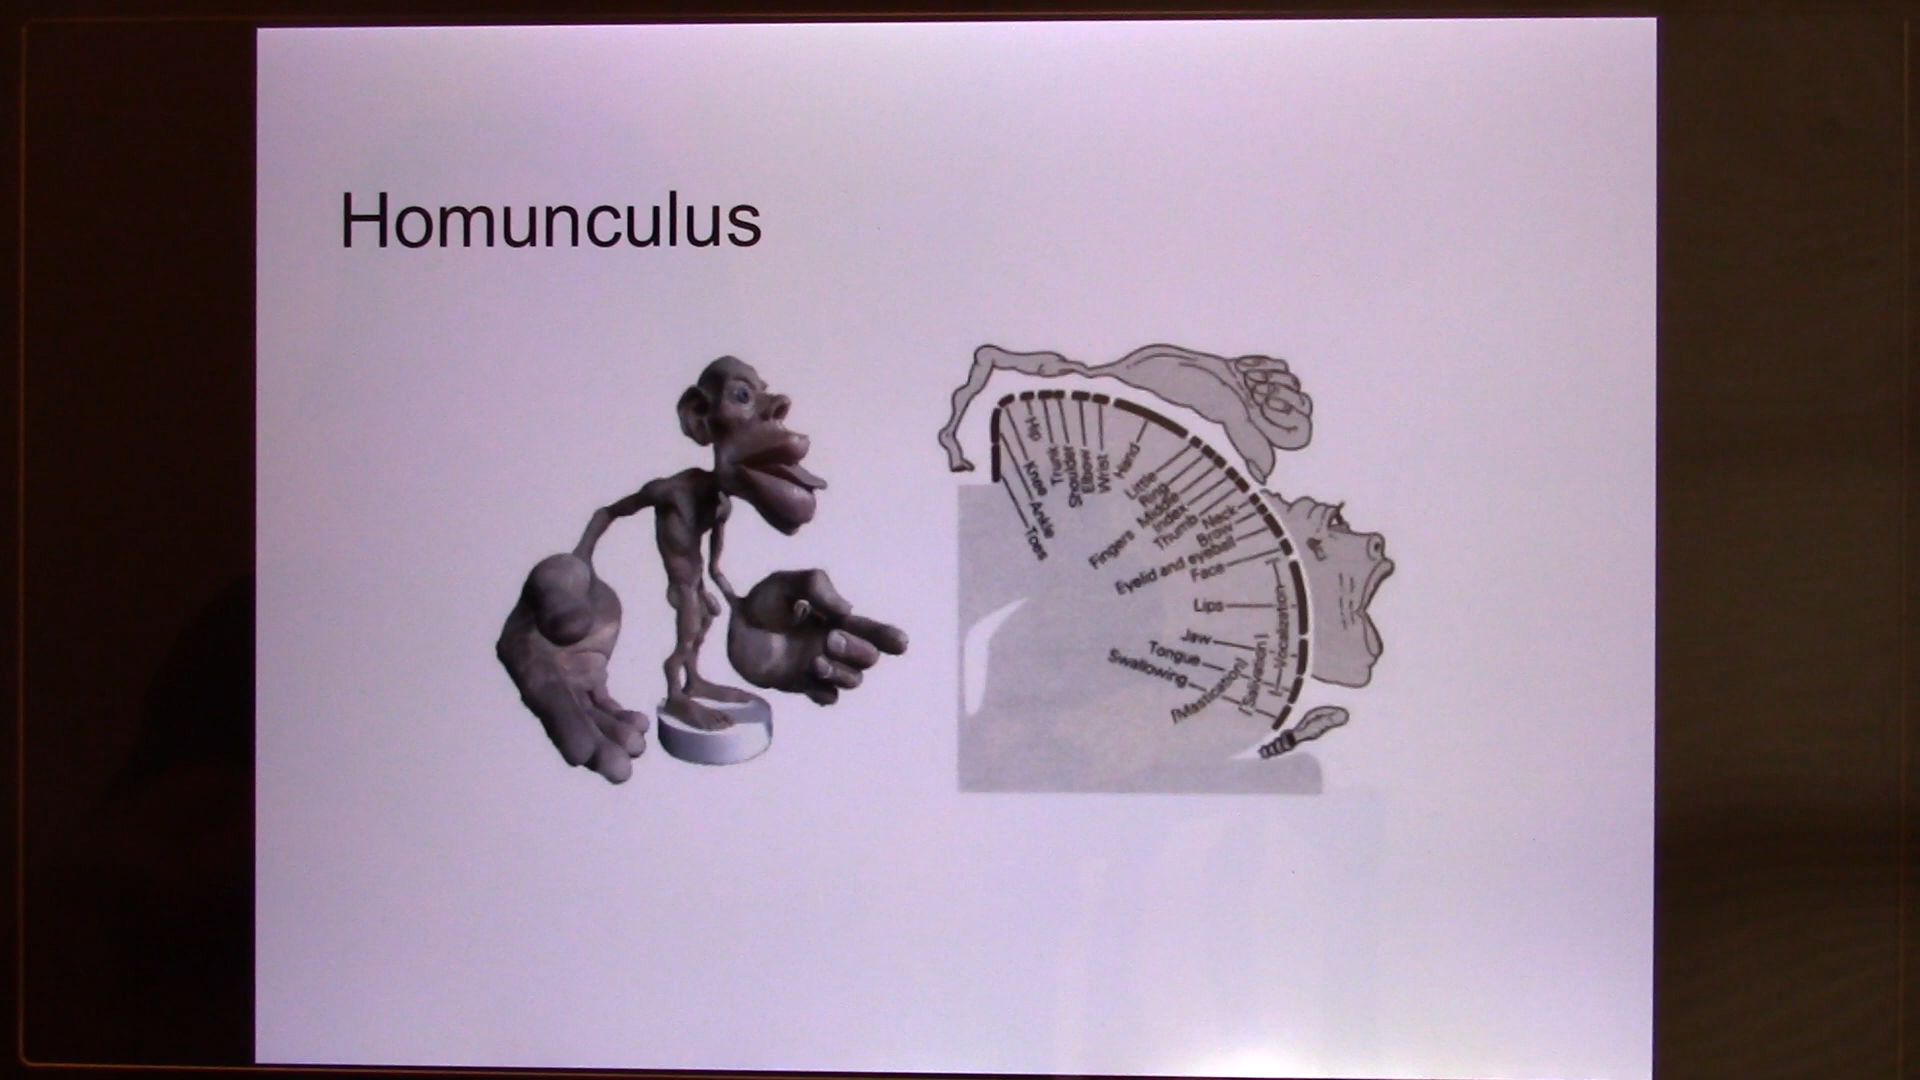 Homunculus
Hip
Trunk
Shoulder
Elbow
Wrist
Hand
Little
Ring
Middle
Index
Thumb
Fingers
Neck
Brow
Eyelid and eyeball
Face
Knee
Ankle
Toes
Lips
Jaw
Tongue
Swallowing
[Mastication]
[Salivation]
[Vocalization]